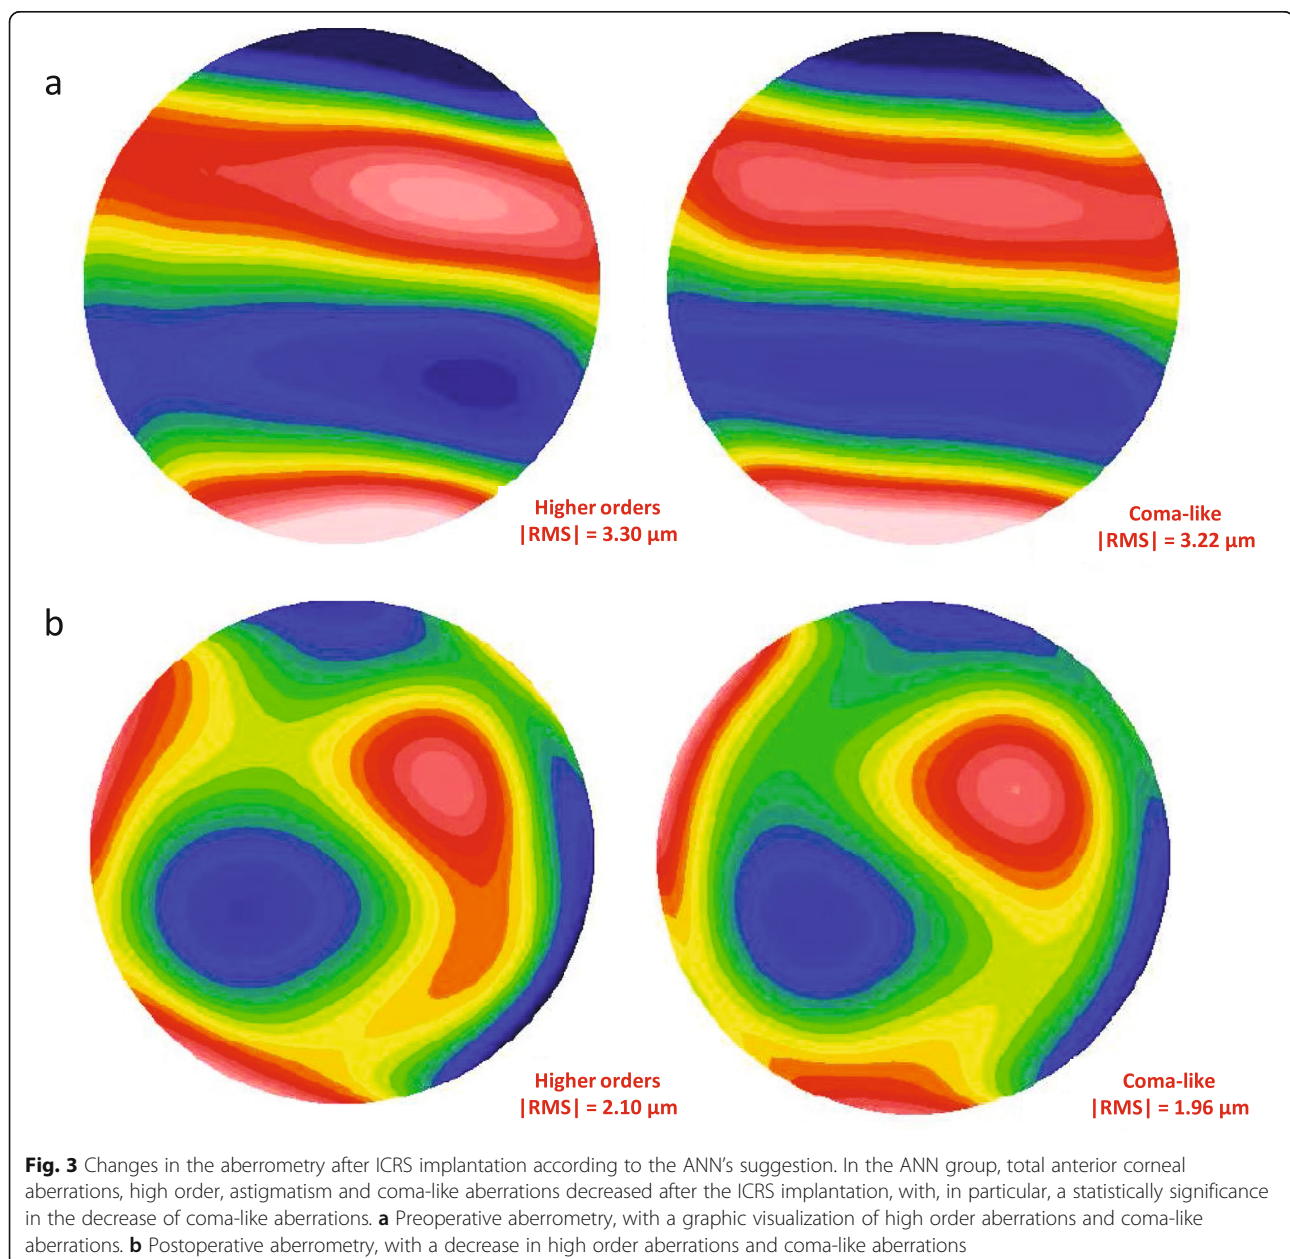 a
Higher orders
|RMS| = 3.30 µm
Coma-like
|RMS| = 3.22 µm
b
Higher orders
|RMS| = 2.10 µm
Coma-like
|RMS| = 1.96 µm
Fig. 3 Changes in the aberrometry after ICRS implantation according to the ANN's suggestion. In the ANN group, total anterior corneal
aberrations, high order, astigmatism and coma-like aberrations decreased after the ICRS implantation, with, in particular, a statistically significance
in the decrease of coma-like aberrations. a Preoperative aberrometry, with a graphic visualization of high order aberrations and coma-like
aberrations. b Postoperative aberrometry, with a decrease in high order aberrations and coma-like aberrations